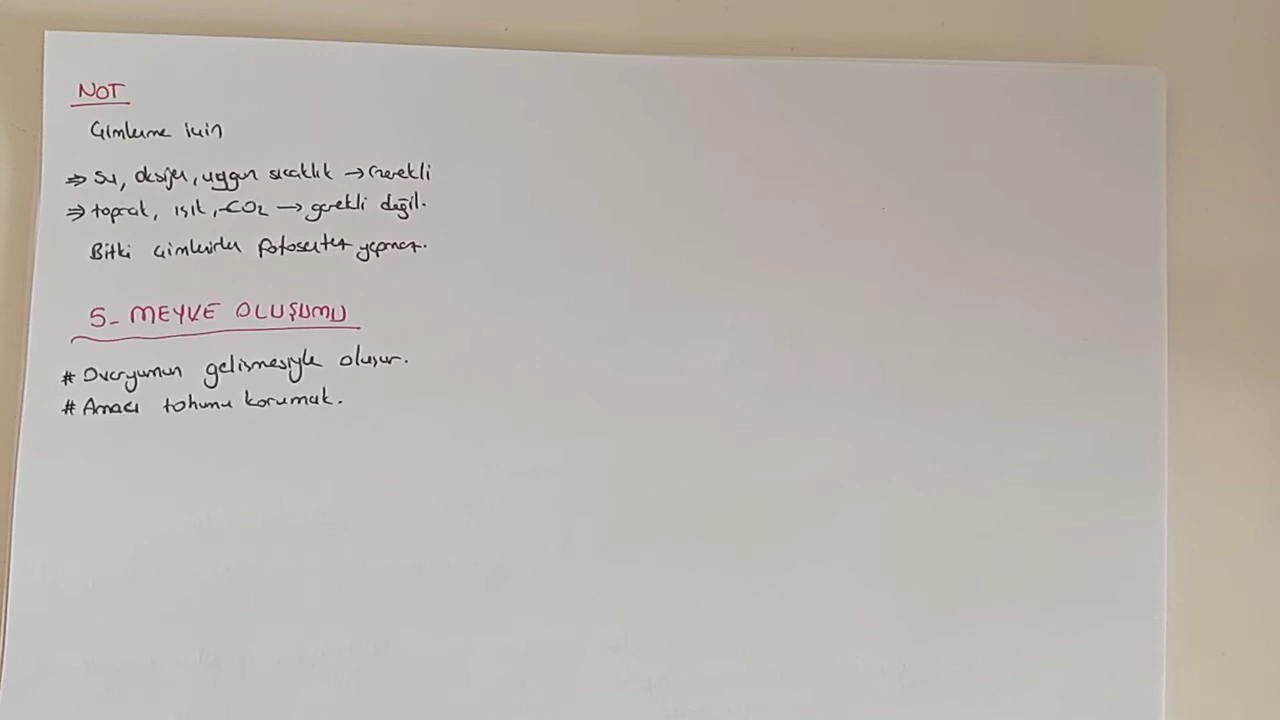 NOT
Çimlenme için
⇒ Su, oksijen, uygun sıcaklık → Gerekli
⇒ toprak, ışık, CO2 → gerekli değil.
Bitki çimlenirken fotosentez yapmaz.
5- MEYVE OLUŞUMU
# Ovaryumun gelişmesiyle oluşur.
# Amacı tohumu korumak.